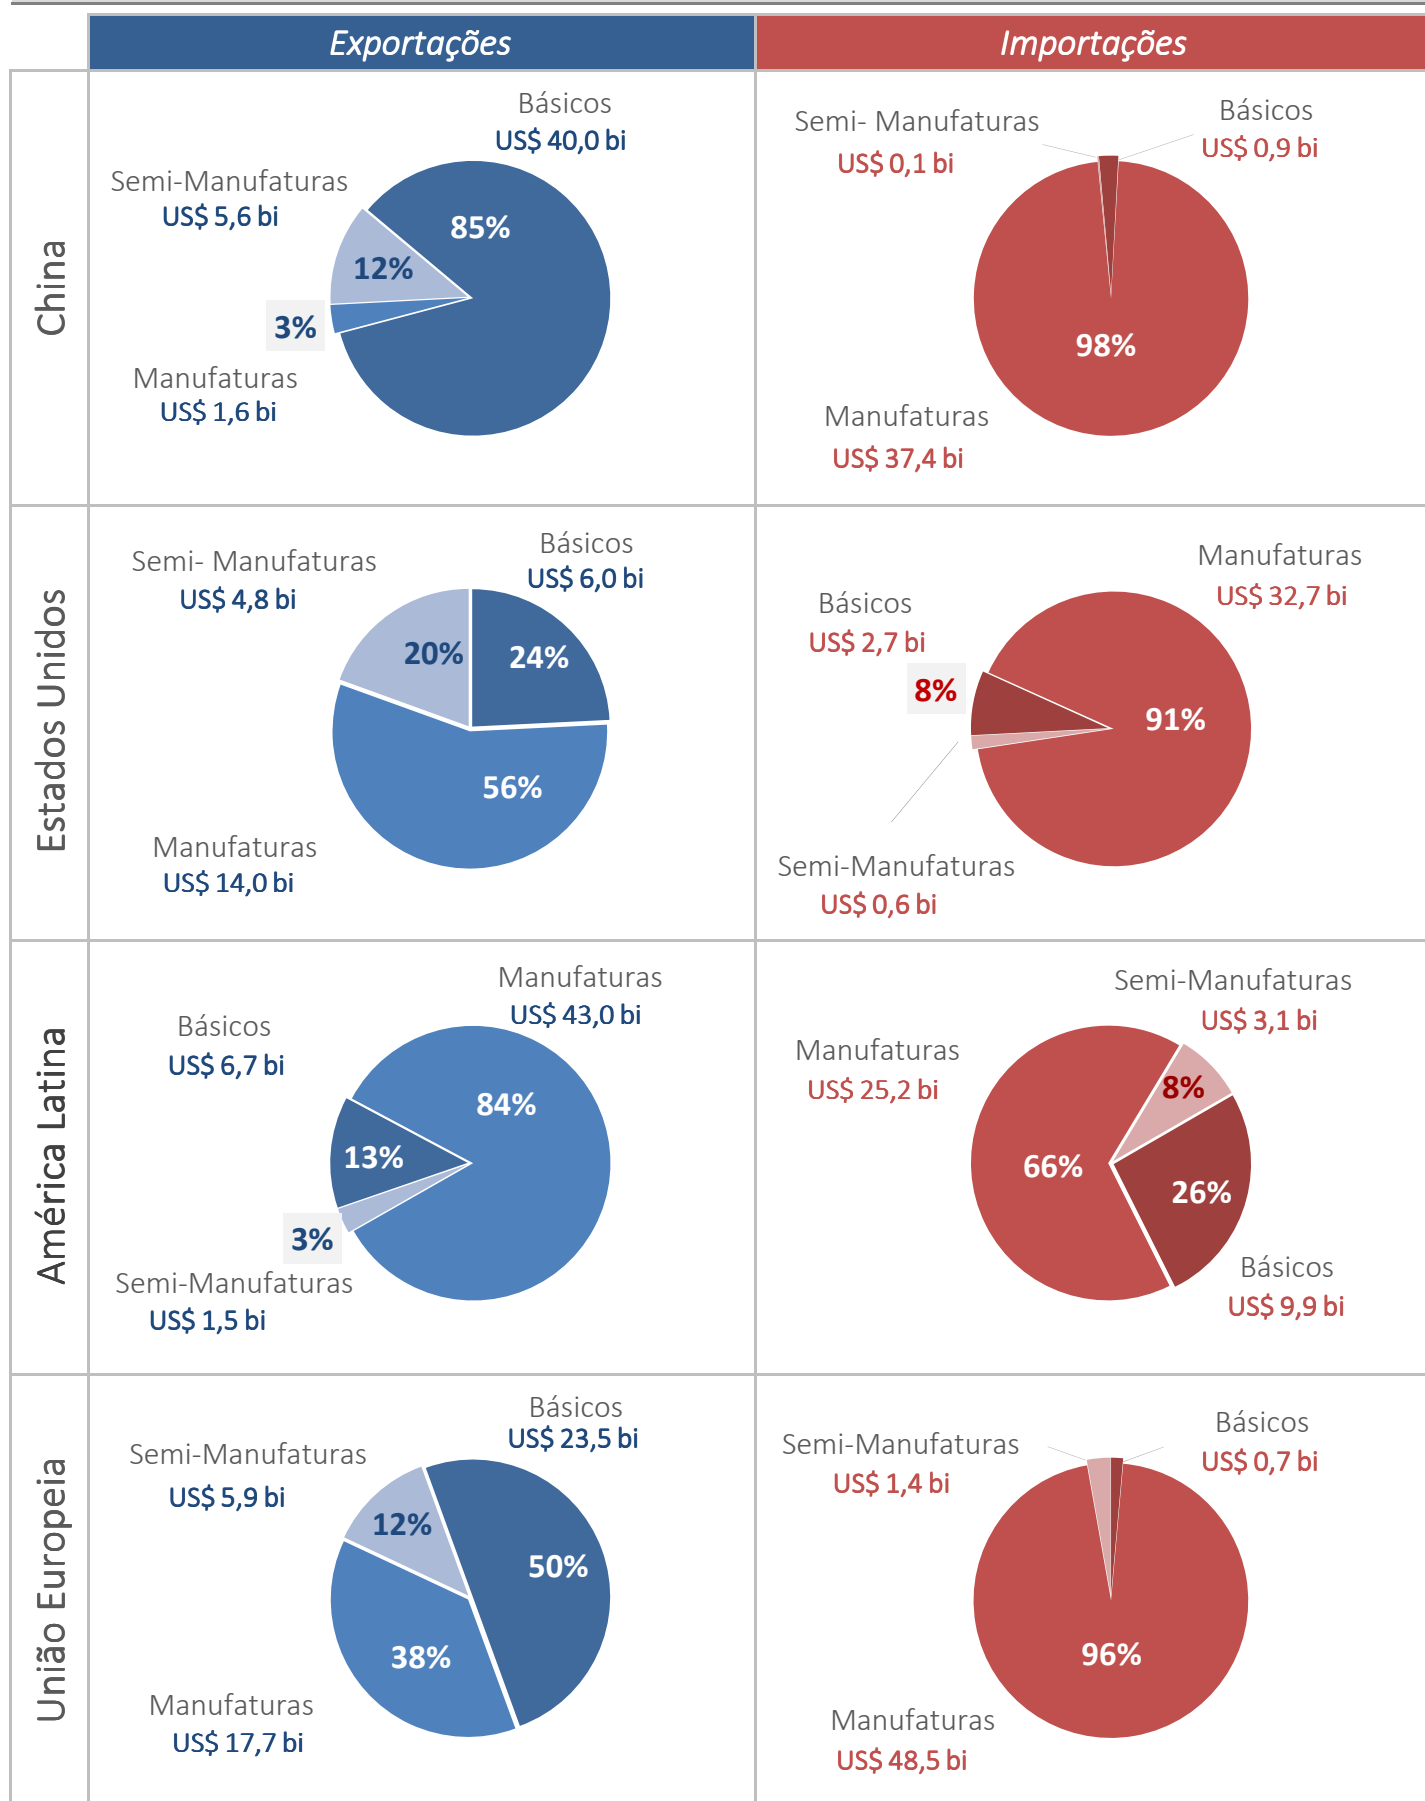 Exportações
Importações
China
Básicos
US$ 40,0 bi
Semi-Manufaturas
US$ 5,6 bi
85%
12%
3%
Manufaturas
US$ 1,6 bi
Semi- Manufaturas
US$ 0,1 bi
Básicos
US$ 0,9 bi
98%
Manufaturas
US$ 37,4 bi
Estados Unidos
Semi- Manufaturas
US$ 4,8 bi
Básicos
US$ 6,0 bi
20%
24%
56%
Manufaturas
US$ 14,0 bi
Manufaturas
US$ 32,7 bi
Básicos
US$ 2,7 bi
8%
91%
Semi-Manufaturas
US$ 0,6 bi
América Latina
Manufaturas
US$ 43,0 bi
Básicos
US$ 6,7 bi
84%
13%
3%
Semi-Manufaturas
US$ 1,5 bi
Semi-Manufaturas
US$ 3,1 bi
Manufaturas
US$ 25,2 bi
8%
66%
26%
Básicos
US$ 9,9 bi
União Europeia
Básicos
US$ 23,5 bi
Semi-Manufaturas
US$ 5,9 bi
12%
50%
38%
Manufaturas
US$ 17,7 bi
Básicos
US$ 0,7 bi
Semi-Manufaturas
US$ 1,4 bi
96%
Manufaturas
US$ 48,5 bi